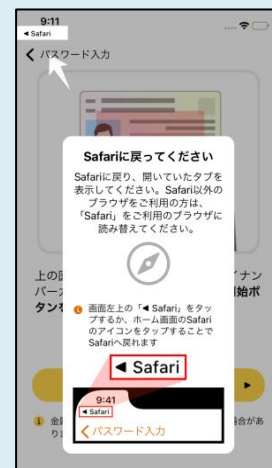 9:11
◀ Safari
パスワード入力
Safariに戻ってください
Safariに戻り、開いていたタブを
表示してください。Safari以外の
ブラウザをご利用の方は、
「Safari」をご利用のブラウザに
読み替えてください。
上の
イナン
バー
始ボ
タンを
画面左上の「◀ Safari」をタッ
プするか、ホーム画面のSafari
のアイコンをタップすることで
Safariへ戻れます
◀ Safari
9:41
◀ Safari
パスワード入力
金
場合があ
り